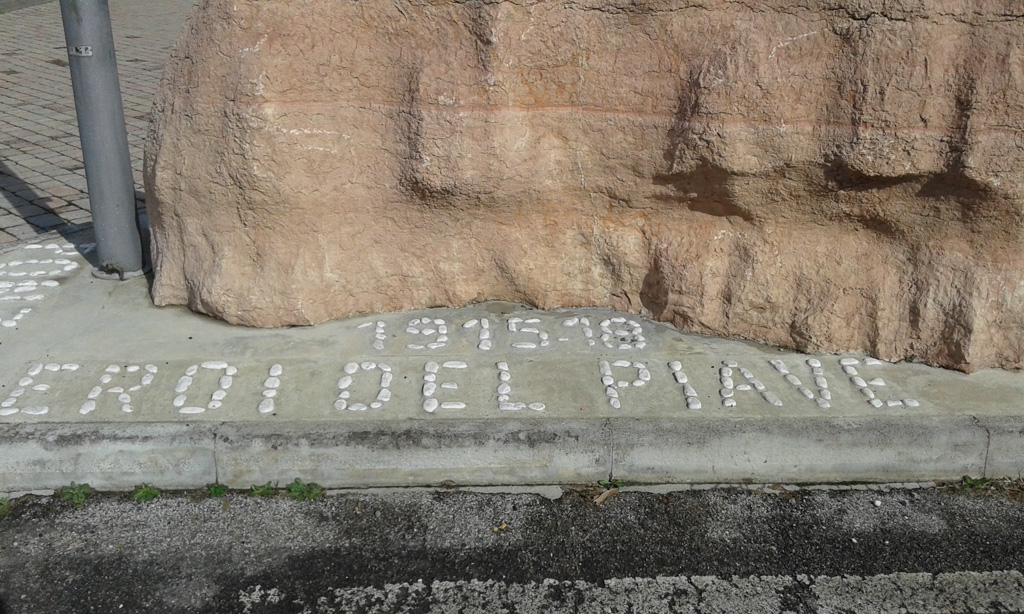 1915-18
EROI DEL PIAVE